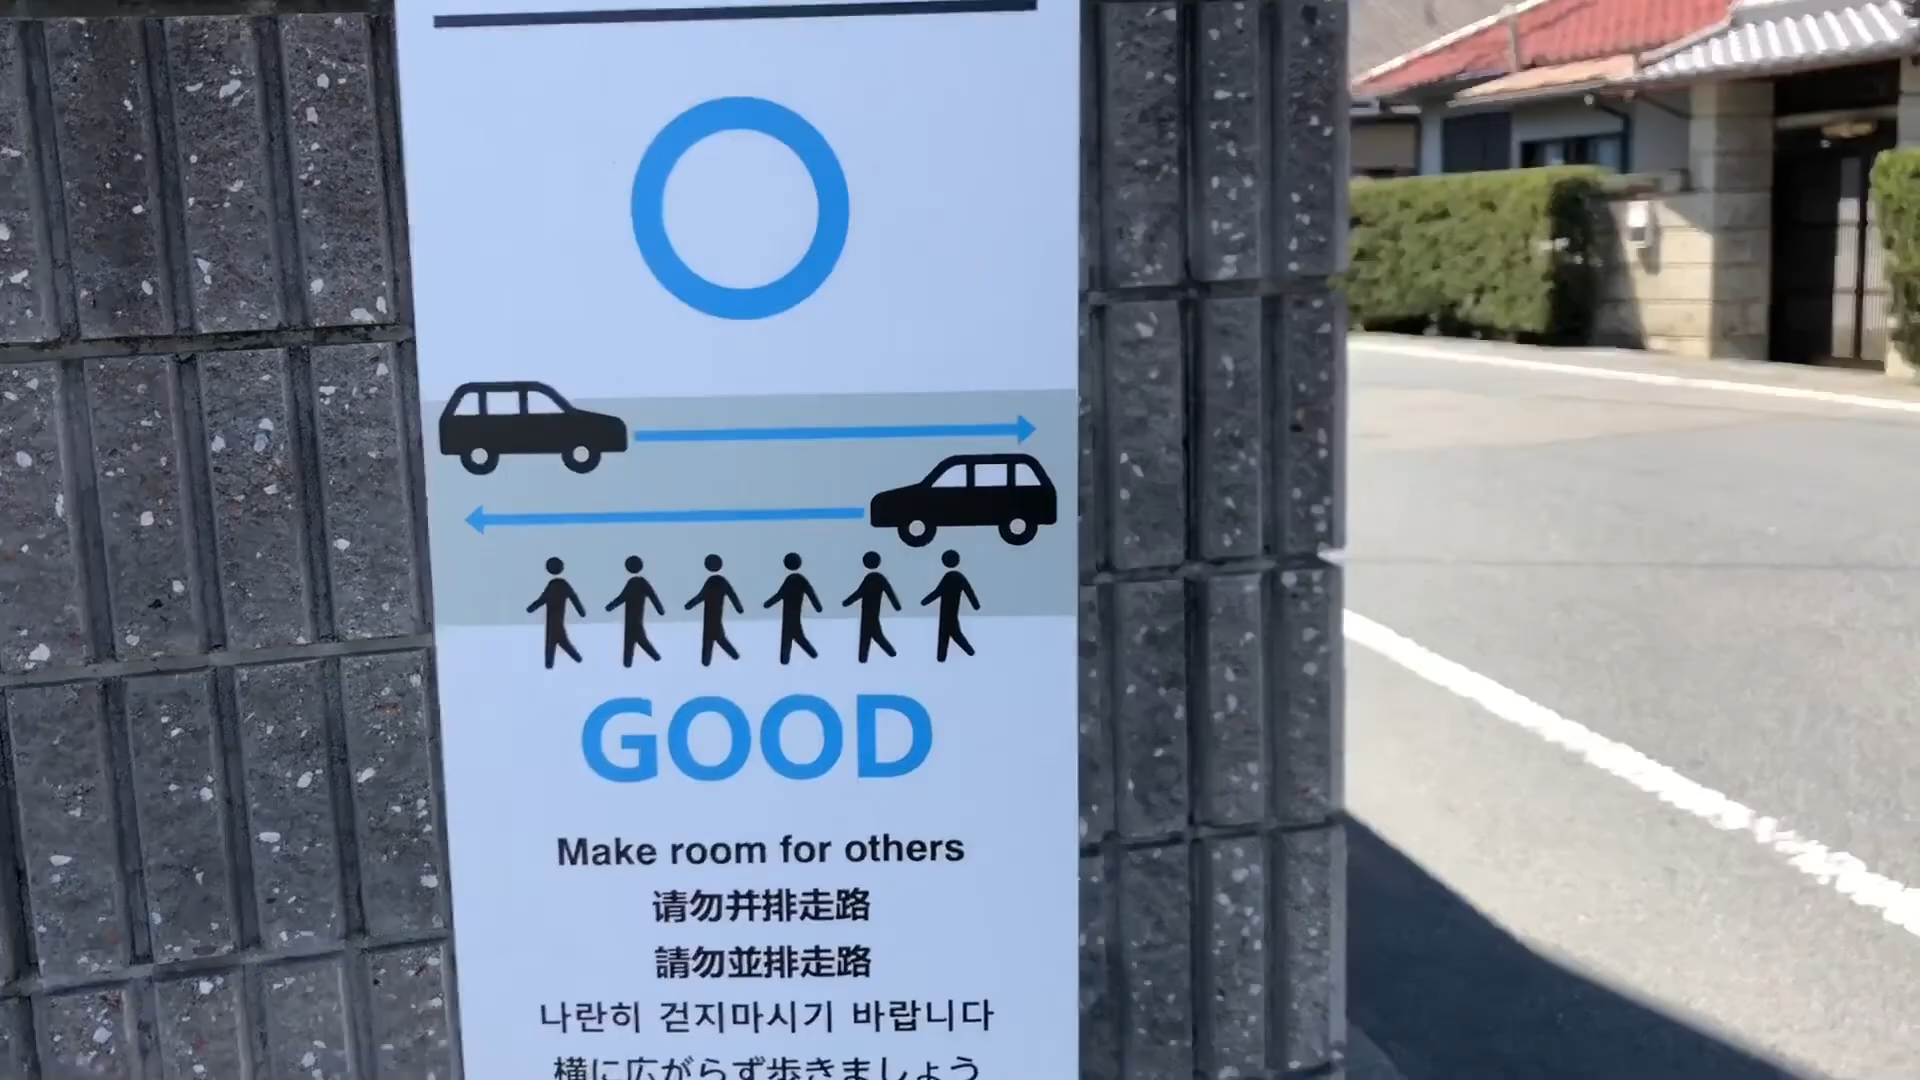 GOOD
Make room for others
请勿并排走路
請勿並排走路
나란히 걷지마시기 바랍니다
横に広がらず歩きましょう